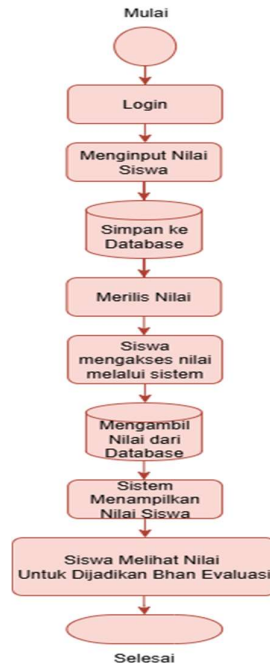 Mulai
Login
Menginput Nilai
Siswa
Simpan ke
Database
Merilis Nilai
Siswa
mengakses nilai
melalui sistem
Mengambil
Nilai dari
Database
Sistem
Menampilkan
Nilai Siswa
Siswa Melihat Nilai
Untuk Dijadikan Bhan Evaluasi
Selesai